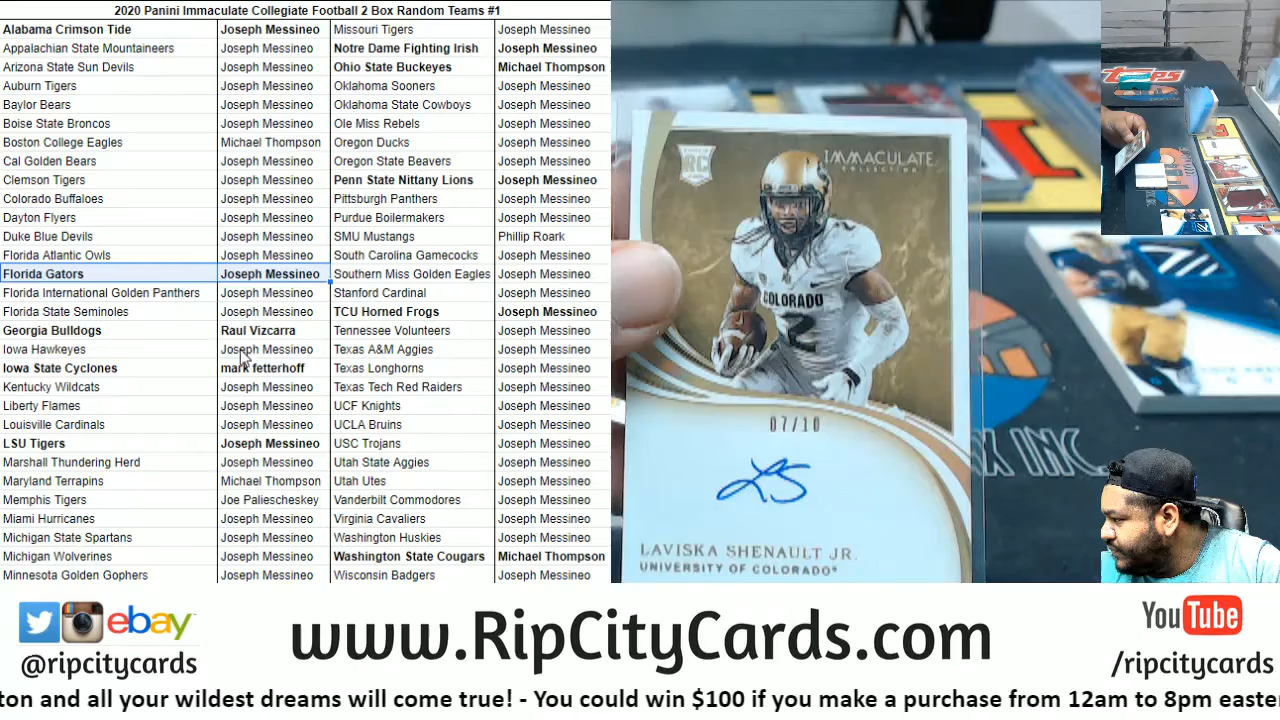 2020 Panini Immaculate Collegiate Football 2 Box Random Teams #1
Alabama Crimson Tide Joseph Messineo Missouri Tigers Joseph Messineo
Appalachian State Mountaineers Joseph Messineo Notre Dame Fighting Irish Joseph Messineo
Arizona State Sun Devils Joseph Messineo Ohio State Buckeyes Michael Thompson
Auburn Tigers Joseph Messineo Oklahoma Sooners Joseph Messineo
Baylor Bears Joseph Messineo Oklahoma State Cowboys Joseph Messineo
Boise State Broncos Joseph Messineo Ole Miss Rebels Joseph Messineo
Boston College Eagles Michael Thompson Oregon Ducks Joseph Messineo
Cal Golden Bears Joseph Messineo Oregon State Beavers Joseph Messineo
Clemson Tigers Joseph Messineo Penn State Nittany Lions Joseph Messineo
Colorado Buffaloes Joseph Messineo Pittsburgh Panthers Joseph Messineo
Dayton Flyers Joseph Messineo Purdue Boilermakers Joseph Messineo
Duke Blue Devils Joseph Messineo SMU Mustangs Phillip Roark
Florida Atlantic Owls Joseph Messineo South Carolina Gamecocks Joseph Messineo
Florida Gators Joseph Messineo Southern Miss Golden Eagles Joseph Messineo
Florida International Golden Panthers Joseph Messineo Stanford Cardinal Joseph Messineo
Florida State Seminoles Joseph Messineo TCU Horned Frogs Joseph Messineo
Georgia Bulldogs Raul Vizcarra Tennessee Volunteers Joseph Messineo
Iowa Hawkeyes Joseph Messineo Texas A&M Aggies Joseph Messineo
Iowa State Cyclones mark fetterhoff Texas Longhorns Joseph Messineo
Kentucky Wildcats Joseph Messineo Texas Tech Red Raiders Joseph Messineo
Liberty Flames Joseph Messineo UCF Knights Joseph Messineo
Louisville Cardinals Joseph Messineo UCLA Bruins Joseph Messineo
LSU Tigers Joseph Messineo USC Trojans Joseph Messineo
Marshall Thundering Herd Joseph Messineo Utah State Aggies Joseph Messineo
Maryland Terrapins Michael Thompson Utah Utes Joseph Messineo
Memphis Tigers Joe Paliescheskey Vanderbilt Commodores Joseph Messineo
Miami Hurricanes Joseph Messineo Virginia Cavaliers Joseph Messineo
Michigan State Spartans Joseph Messineo Washington Huskies Joseph Messineo
Michigan Wolverines Joseph Messineo Washington State Cougars Michael Thompson
Minnesota Golden Gophers Joseph Messineo Wisconsin Badgers Joseph Messineo
RC
IMMACULATE
COLLECTION
COLORADO
2
07/10
LS
LAVISKA SHENAULT JR.
UNIVERSITY OF COLORADO
Topps
X INC.
ebay
@ripcitycards
www.RipCityCards.com
YouTube
/ripcitycards
ton and all your wildest dreams will come true! - You could win $100 if you make a purchase from 12am to 8pm easte